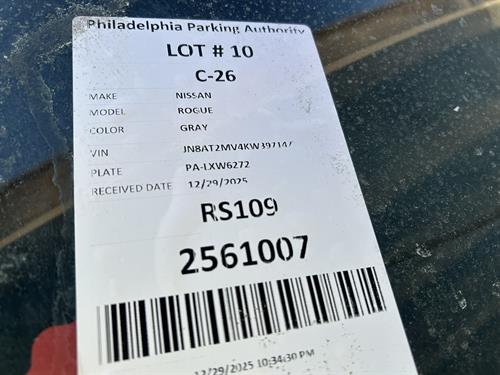 Philadelphia Parking Authority
LOT # 10
C-26
MAKE NISSAN
MODEL ROGUE
COLOR GRAY
VIN JN8AT2MV4KW397147
PLATE PA-LXW6272
RECEIVED DATE 12/29/2025
RS109
2561007
12/29/2025 10:34:30 PM